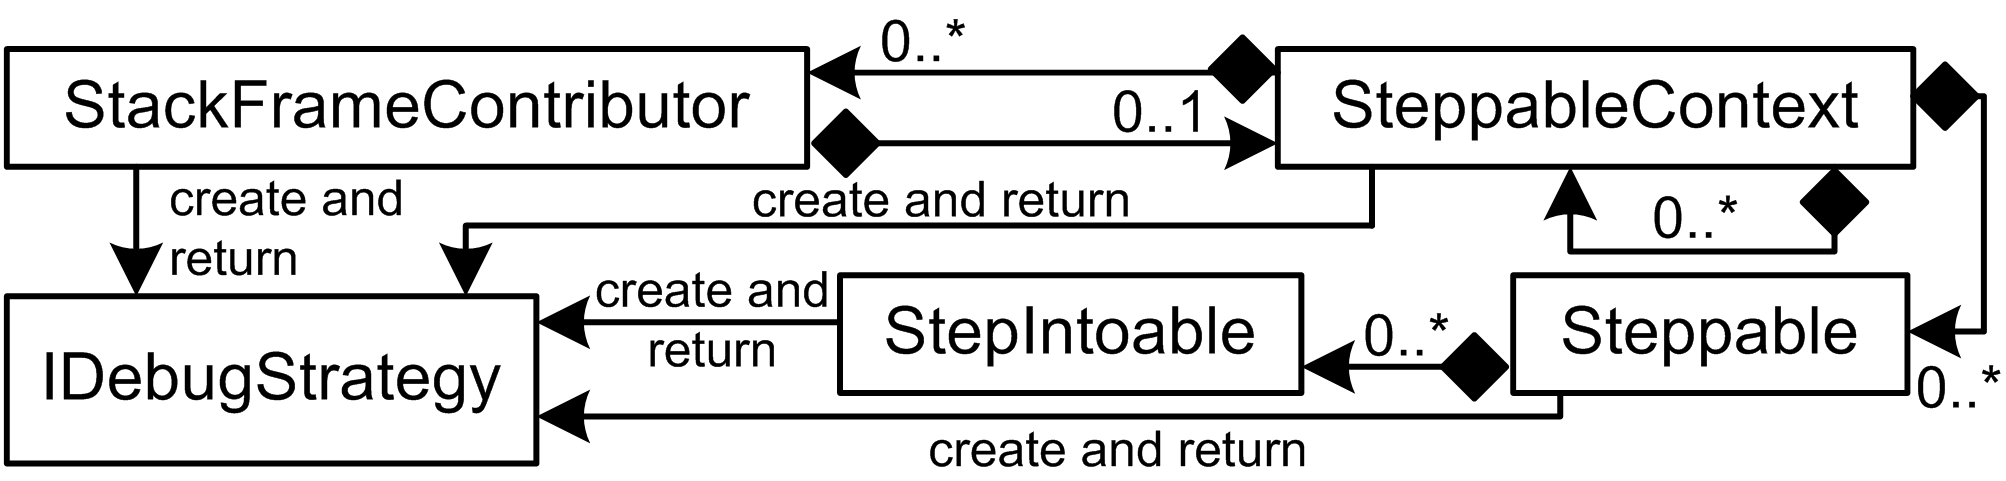 0..*
StackFrameContributor
SteppableContext
0..1
create and
return
create and return
0..*
create and
return
StepIntoable
0..*
Steppable
0..*
IDebugStrategy
create and return